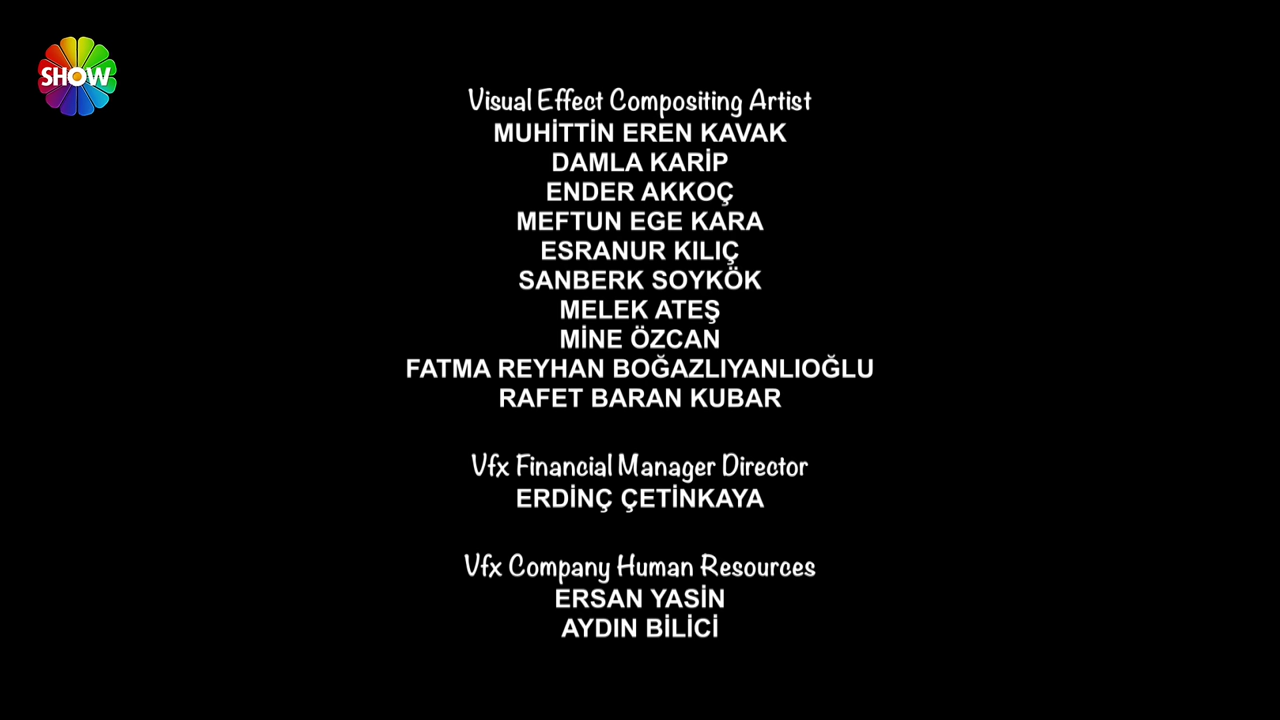 SHOW
Visual Effect Compositing Artist
MUHİTTİN EREN KAVAK
DAMLA KARİP
ENDER AKKOÇ
MEFTUN EGE KARA
ESRANUR KILIÇ
SANBERK SOYKÖK
MELEK ATEŞ
MİNE ÖZCAN
FATMA REYHAN BOĞAZLIYANLIOĞLU
RAFET BARAN KUBAR
Vfx Financial Manager Director
ERDİNÇ ÇETİNKAYA
Vfx Company Human Resources
ERSAN YASİN
AYDIN BİLİCİ